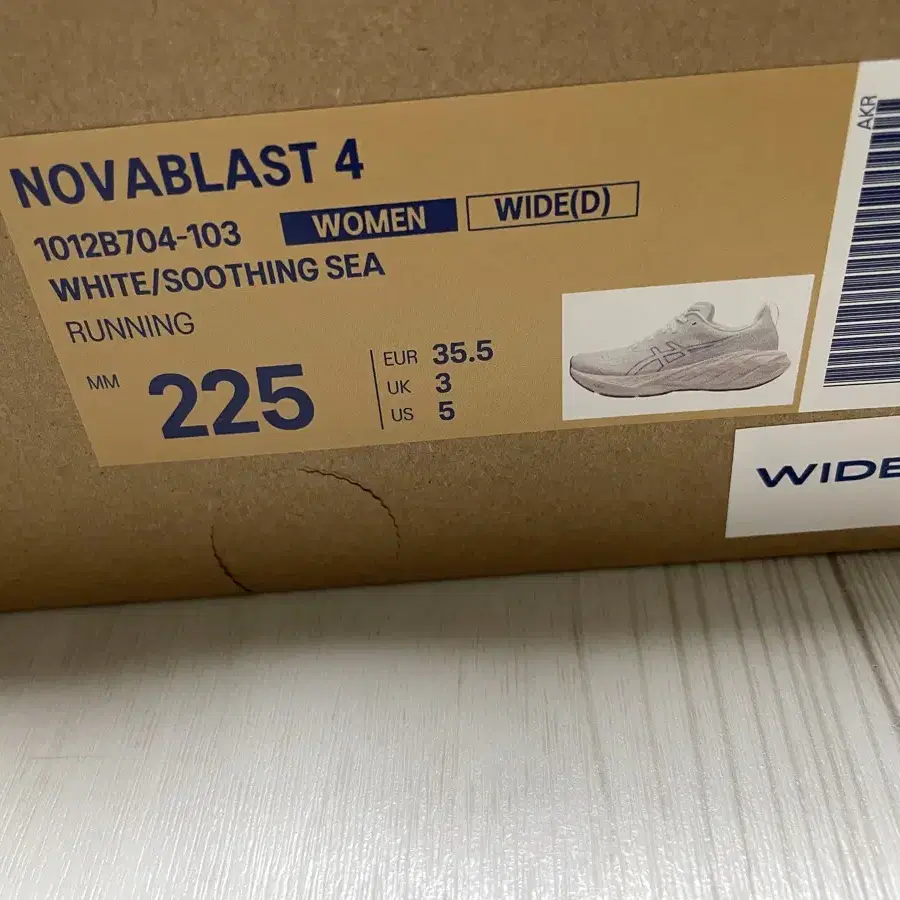 NOVABLAST 4
1012B704-103 WOMEN WIDE(D)
WHITE/SOOTHING SEA
RUNNING
MM 225
EUR 35.5
UK 3
US 5
AKR
WIDE